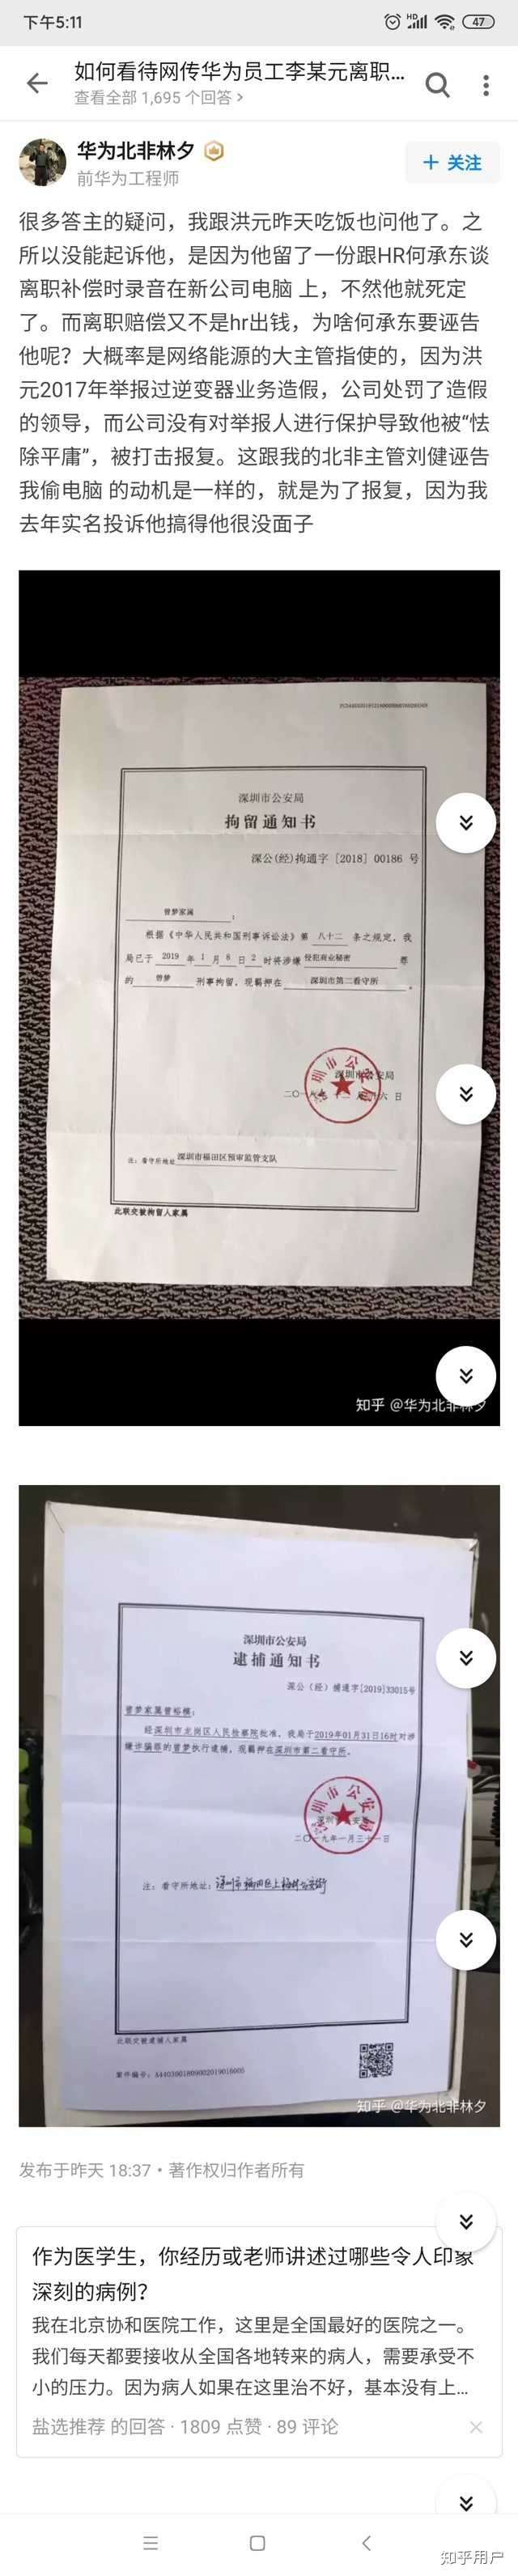 下午5:11
HD
47
如何看待网传华为员工李某元离职...
查看全部 1,695 个回答 >
华为北非林夕
前华为工程师
+ 关注
很多答主的疑问，我跟洪元昨天吃饭也问他了。之
所以没能起诉他，是因为他留了一份跟HR何承东谈
离职补偿时录音在新公司电脑 上，不然他就死定
了。而离职赔偿又不是hr出钱，为啥何承东要诬告
他呢？大概率是网络能源的大主管指使的，因为洪
元2017年举报过逆变器业务造假，公司处罚了造假
的领导，而公司没有对举报人进行保护导致他被“怯
除平庸”，被打击报复。这跟我的北非主管刘健诬告
我偷电脑 的动机是一样的，就是为了报复，因为我
去年实名投诉他搞得他很没面子
深圳市公安局
拘留通知书
深公(经)拘通字［2018］00186 号
曾梦家属 ：
根据《中华人民共和国刑事诉讼法》第 八十二 条之规定，我
局已于 2019 年 1 月 8 日 2 时将涉嫌 侵犯商业秘密 罪
的 曾梦 刑事拘留，现羁押在 深圳市第二看守所 。
深圳市公安局
注：看守所地址 深圳市福田区预审监管支队
此联交被拘留人家属
知乎 @华为北非林夕
深圳市公安局
逮捕通知书
深公（经）捕通字[2019]33015号
曾梦家属曾裕横：
经深圳市龙岗区人民检察院批准，我局于2019年01月31日16时对涉
嫌诈骗罪的曾梦执行逮捕，现羁押在深圳市第二看守所。
深圳市公安局
二〇一九年一月三十一日
注：看守所地址：
此联交被逮捕人家属
案件编号：
知乎 @华为北非林夕
发布于昨天 18:37 · 著作权归作者所有
作为医学生，你经历或老师讲述过哪些令人印象
深刻的病例？
我在北京协和医院工作，这里是全国最好的医院之一。
我们每天都要接收从全国各地转来的病人，需要承受不
小的压力。因为病人如果在这里治不好，基本没有上...
盐选推荐 的回答 · 1809 点赞 · 89 评论
知乎用户